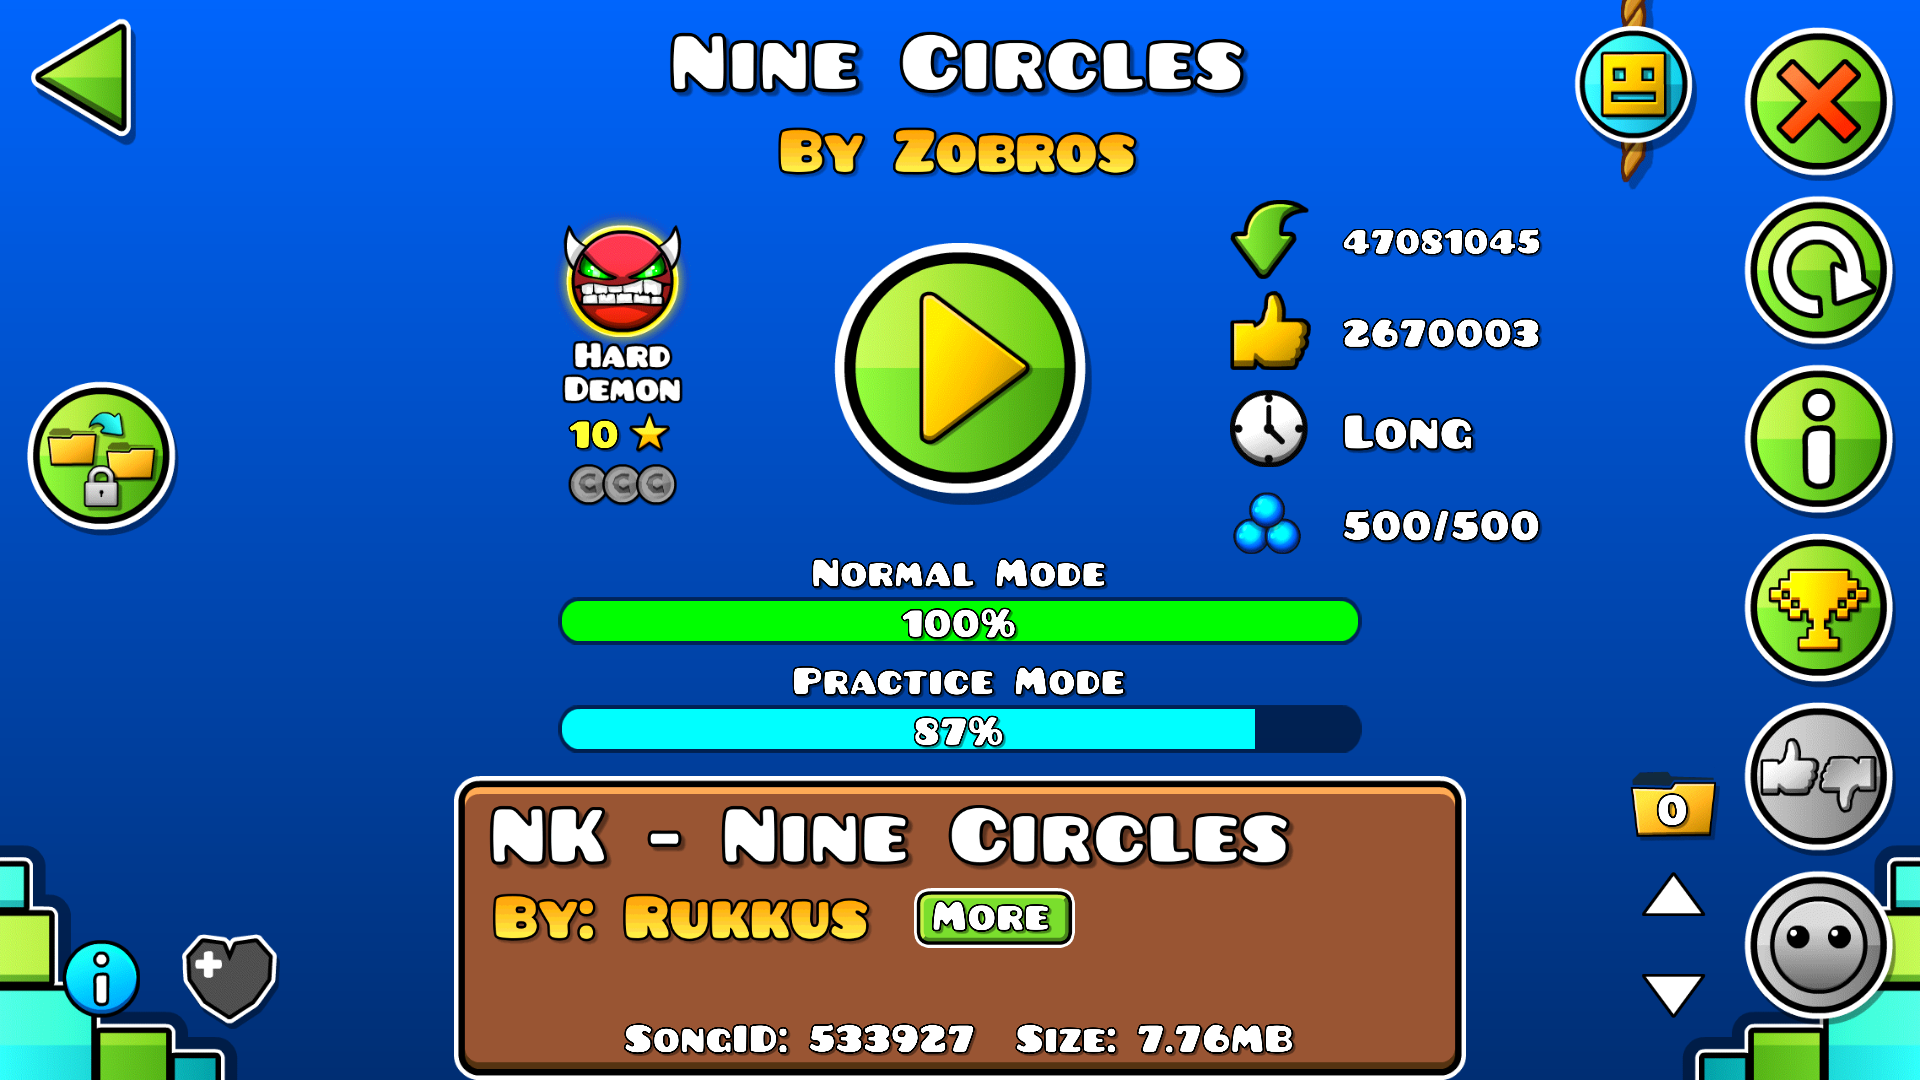 Nine Circles
By Zobros
47081045
2670003
Long
500/500
Hard
Demon
10
Normal Mode
100%
Practice Mode
87%
NK - Nine Circles
By: Rukkus
More
SongID: 533927 Size: 7.76MB
0